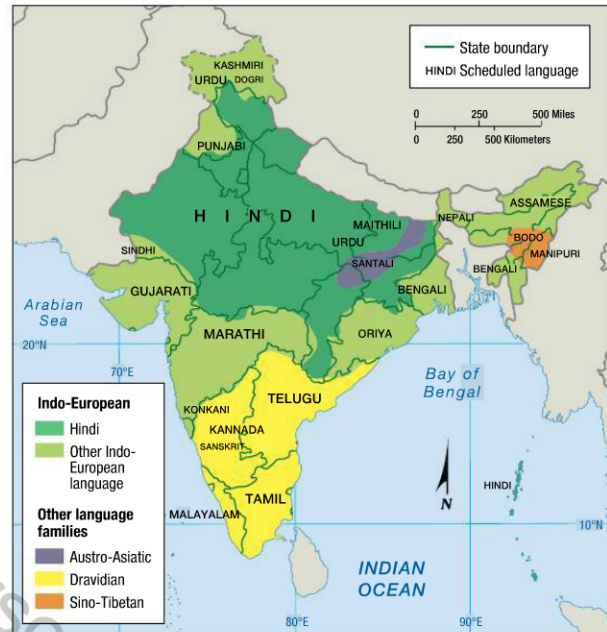 State boundary
HINDI Scheduled language
0 250 500 Miles
0 250 500 Kilometers
KASHMIRI
URDU DOGRI
PUNJABI
HINDI
MAITHILI
NEPALI
ASSAMESE
URDU
BODO
SINDHI
SANTALI
MANIPURI
BENGALI
GUJARATI
BENGALI
Arabian
Sea
MARATHI
ORIYA
20°N
70°N
Bay of
Bengal
Indo-European
Hindi
Other Indo-
European
language
TELUGU
KONKANI
KANNADA
SANSKRIT
Other language
families
Austro-Asiatic
Dravidian
Sino-Tibetan
N
HINDI
TAMIL
MALAYALAM
10°N
INDIAN
OCEAN
80°N
90°N